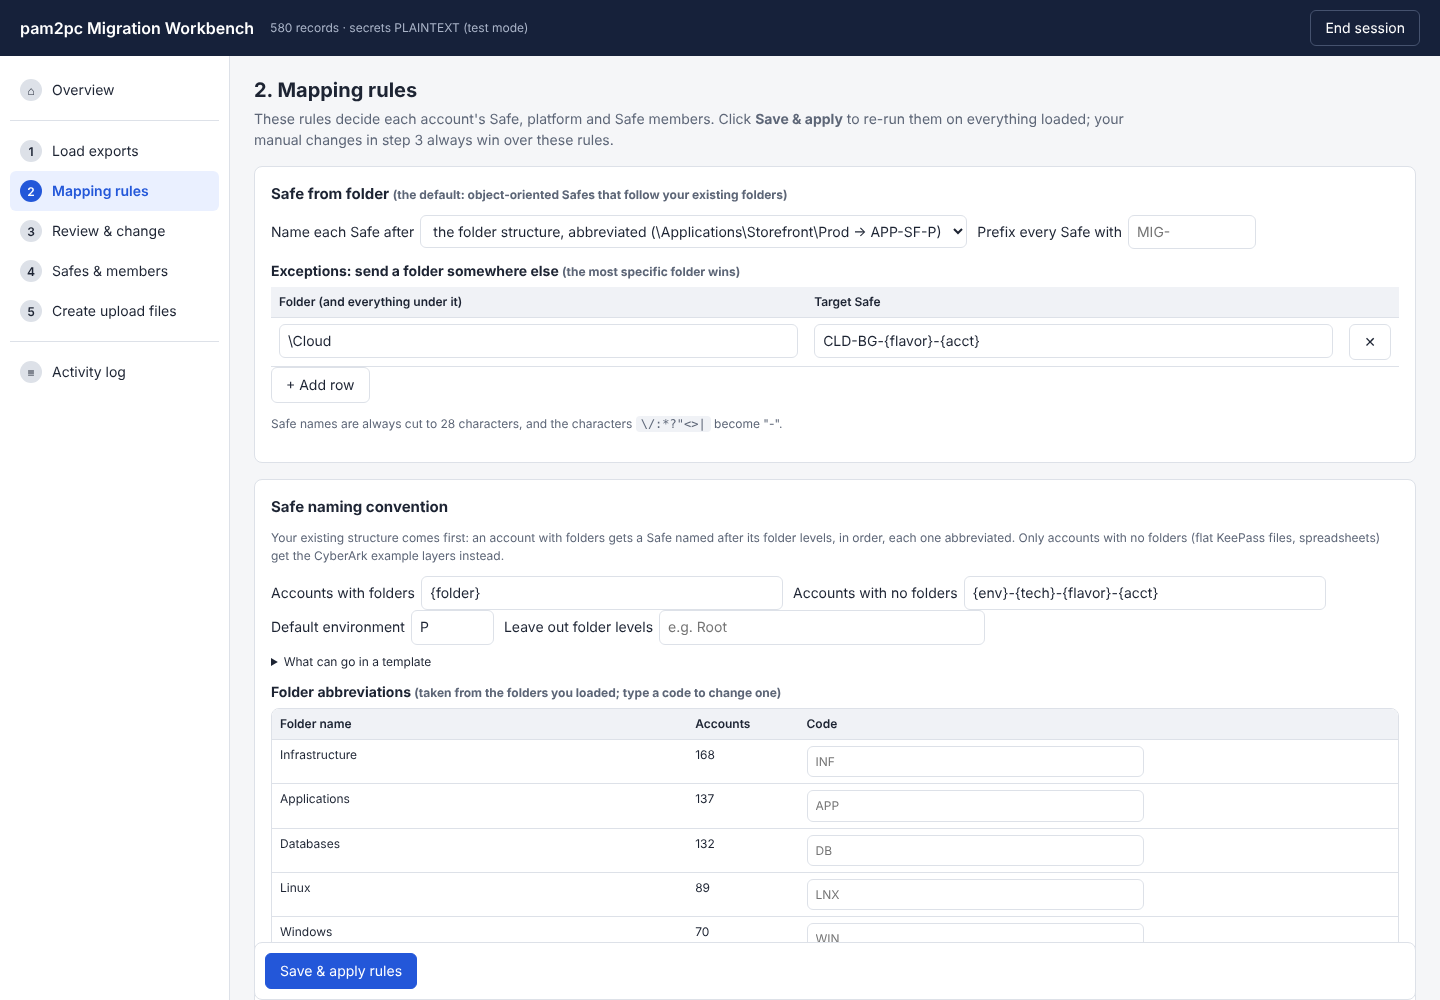 pam2pc Migration Workbench
580 records · secrets PLAINTEXT (test mode)
End session
Overview
1 Load exports
2 Mapping rules
3 Review & change
4 Safes & members
5 Create upload files
Activity log
2. Mapping rules
These rules decide each account's Safe, platform and Safe members. Click Save & apply to re-run them on everything loaded; your
manual changes in step 3 always win over these rules.
Safe from folder (the default: object-oriented Safes that follow your existing folders)
Name each Safe after the folder structure, abbreviated (\Applications\Storefront\Prod → APP-SF-P) Prefix every Safe with MIG-
Exceptions: send a folder somewhere else (the most specific folder wins)
Folder (and everything under it) Target Safe
\Cloud CLD-BG-{flavor}-{acct} ✕
+ Add row
Safe names are always cut to 28 characters, and the characters \/:*?"<>| become "-".
Safe naming convention
Your existing structure comes first: an account with folders gets a Safe named after its folder levels, in order, each one abbreviated. Only accounts with no folders (flat KeePass files, spreadsheets)
get the CyberArk example layers instead.
Accounts with folders {folder} Accounts with no folders {env}-{tech}-{flavor}-{acct}
Default environment P Leave out folder levels e.g. Root
▶ What can go in a template
Folder abbreviations (taken from the folders you loaded; type a code to change one)
Folder name Accounts Code
Infrastructure 168 INF
Applications 137 APP
Databases 132 DB
Linux 89 LNX
Windows 70 WIN
Save & apply rules